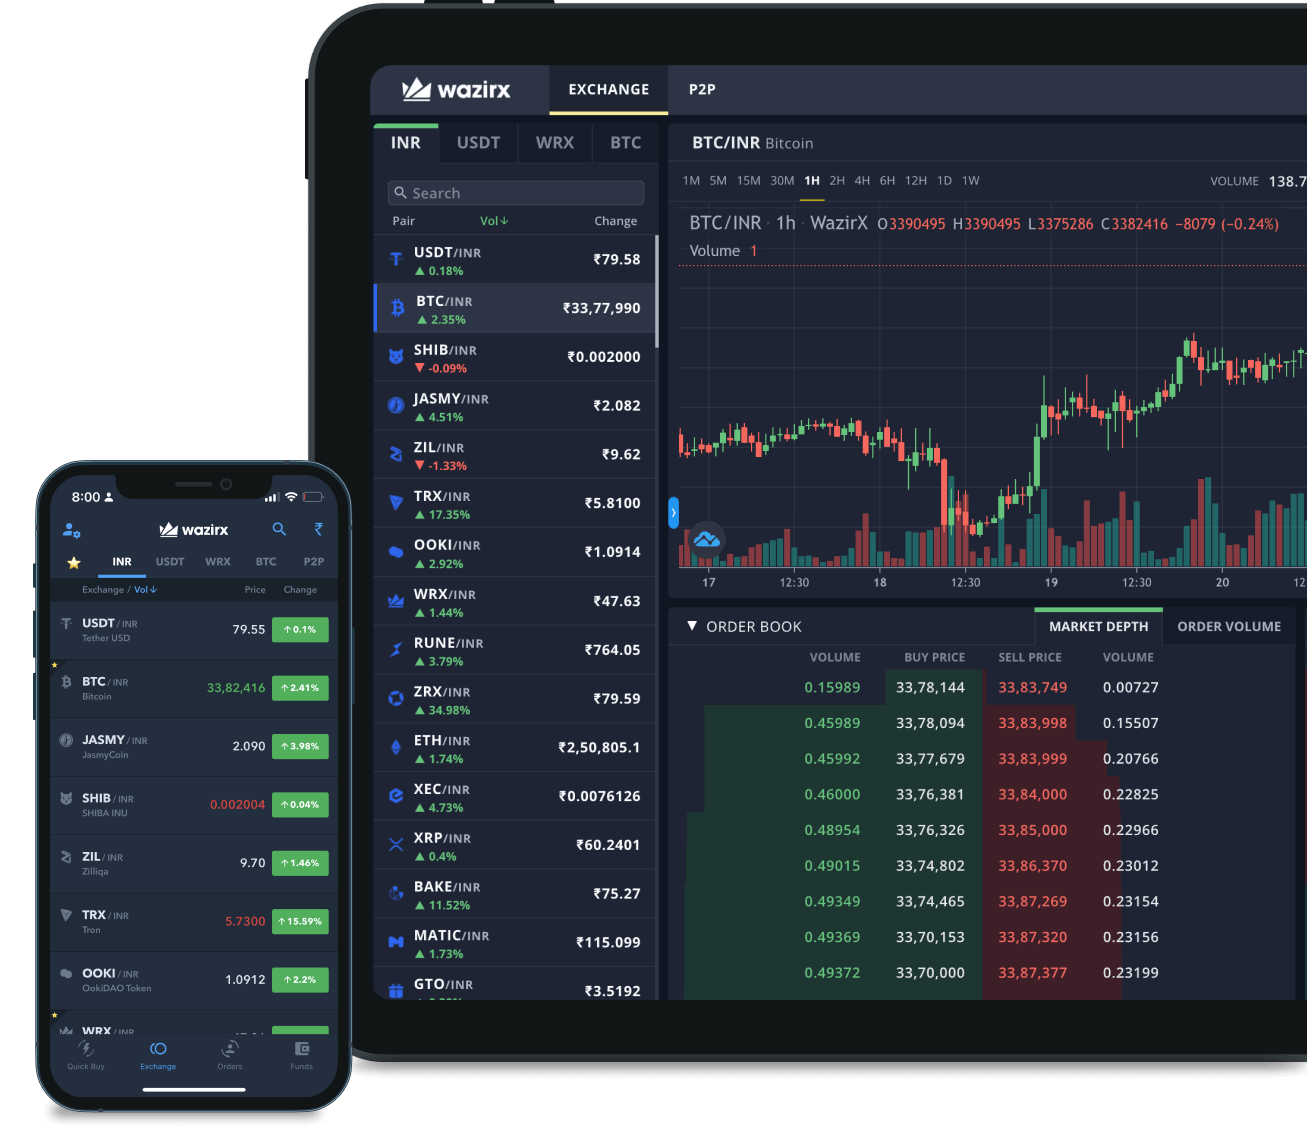 wazirx
EXCHANGE
P2P
INR
USDT
WRX
BTC
Search
Pair
Vol↓
Change
USDT/INR
₹79.58
▲ 0.18%
BTC/INR
₹33,77,990
▲ 2.35%
SHIB/INR
₹0.002000
▼ -0.09%
JASMY/INR
₹2.082
▲ 4.51%
ZIL/INR
₹9.62
▼ -1.33%
TRX/INR
₹5.8100
▲ 17.35%
OOKI/INR
₹1.0914
▲ 2.92%
WRX/INR
₹47.63
▲ 1.44%
RUNE/INR
₹764.05
▲ 3.79%
ZRX/INR
₹79.59
▲ 34.98%
ETH/INR
₹2,50,805.1
▲ 1.74%
XEC/INR
₹0.0076126
▲ 4.73%
XRP/INR
₹60.2401
▲ 0.4%
BAKE/INR
₹75.27
▲ 11.52%
MATIC/INR
₹115.099
▲ 1.73%
GTO/INR
₹3.5192
BTC/INR Bitcoin
1M 5M 15M 30M 1H 2H 4H 6H 12H 1D 1W
VOLUME 138.7
BTC/INR · 1h · WazirX O3390495 H3390495 L3375286 C3382416 −8079 (−0.24%)
Volume 1
17 12:30 18 12:30 19 12:30 20 12:30
▼ ORDER BOOK
MARKET DEPTH
ORDER VOLUME
VOLUME BUY PRICE SELL PRICE VOLUME
0.15989 33,78,144 33,83,749 0.00727
0.45989 33,78,094 33,83,998 0.15507
0.45992 33,77,679 33,83,999 0.20766
0.46000 33,76,381 33,84,000 0.22825
0.48954 33,76,326 33,85,000 0.22966
0.49015 33,74,802 33,86,370 0.23012
0.49349 33,74,465 33,87,269 0.23154
0.49369 33,70,153 33,87,320 0.23156
0.49372 33,70,000 33,87,377 0.23199
8:00
wazirx
₹
INR USDT WRX BTC P2P
Exchange / Vol↓ Price Change
USDT/ INR 79.55 ↑0.1%
Tether USD
BTC/ INR 33,82,416 ↑2.41%
Bitcoin
JASMY/ INR 2.090 ↑3.98%
JasmyCoin
SHIB/ INR 0.002004 ↑0.04%
SHIBA INU
ZIL/ INR 9.70 ↑1.46%
Zilliqa
TRX/ INR 5.7300 ↑15.59%
Tron
OOKI/ INR 1.0912 ↑2.2%
OokiDAO Token
WRX/ INR
Quick Buy Exchange Orders Funds